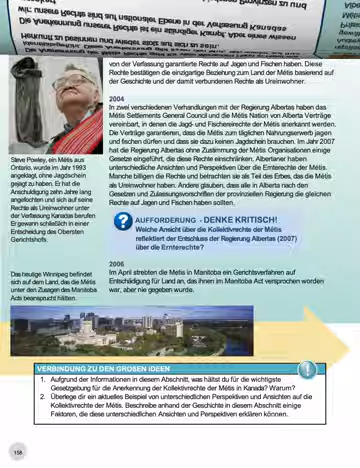 von der Verfassung garantierte Rechte auf Jagen und Fischen haben. Diese
Rechte bestätigen die einzigartige Beziehung zum Land der Métis basierend auf
der Geschichte und der damit verbundenen Rechte als Ureinwohner.
2004
In zwei verschiedenen Verhandlungen mit der Regierung Albertas haben das
Métis Settlements General Council und die Métis Nation von Alberta Verträge
vereinbart, in denen die Jagd- und Fischereirechte der Métis anerkannt werden.
Die Verträge garantieren, dass die Métis zum täglichen Nahrungserwerb jagen
und fischen dürfen und dass sie dazu keinen Jagdschein brauchen. Im Jahr 2007
hat die Regierung Albertas ohne Zustimmung der Métis Organisationen einige
Gesetze eingeführt, die diese Rechte einschränken. Albertaner haben
unterschiedliche Ansichten und Perspektiven über die Ernterechte der Métis.
Manche billigen die Rechte und betrachten sie als Teil des Erbes, das die Métis
als Ureinwohner haben. Andere glauben, dass alle in Alberta nach den
Gesetzen und Zulassungsvorschriften der provinziellen Regierung die gleichen
Rechte auf Jagen und Fischen haben sollten.
Steve Powley, ein Métis aus
Ontario, wurde im Jahr 1993
angeklagt, ohne Jagdschein
gejagt zu haben. Er hat die
Anschuldigung zehn Jahre lang
angefochten und sich auf seine
Rechte als Ureinwohner unter
der Verfassung Kanadas berufen
Er gewann schließlich in einer
Entscheidung des Obersten
Gerichtshofs.
? AUFFORDERUNG - DENKE KRITISCH!
Welche Ansicht über die Kollektivrechte der Métis
reflektiert der Entschluss der Regierung Albertas (2007)
über die Ernterechte?
2006
Im April strebten die Metis in Manitoba ein Gerichtsverfahren auf
Entschädigung für Land an, das ihnen im Manitoba Act versprochen worden
war, aber nie gegeben wurde.
Das heutige Winnipeg befindet
sich auf dem Land, das die Métis
unter den Zusagen des Manitoba
Acts beansprucht hätten.
VERBINDUNG ZU DEN GROßEN IDEEN
1. Aufgrund der Informationen in diesem Abschnitt, was hältst du für die wichtigste
Gesetzgebung für die Anerkennung der Kollektivrechte der Métis in Kanada? Warum?
2. Überlege dir ein aktuelles Beispiel von unterschiedlichen Perspektiven und Ansichten auf die
Kollektivrechte der Métis. Beschreibe anhand der Geschichte in diesem Abschnitt einige
Faktoren, die diese unterschiedlichen Ansichten und Perspektiven erklären können.
158